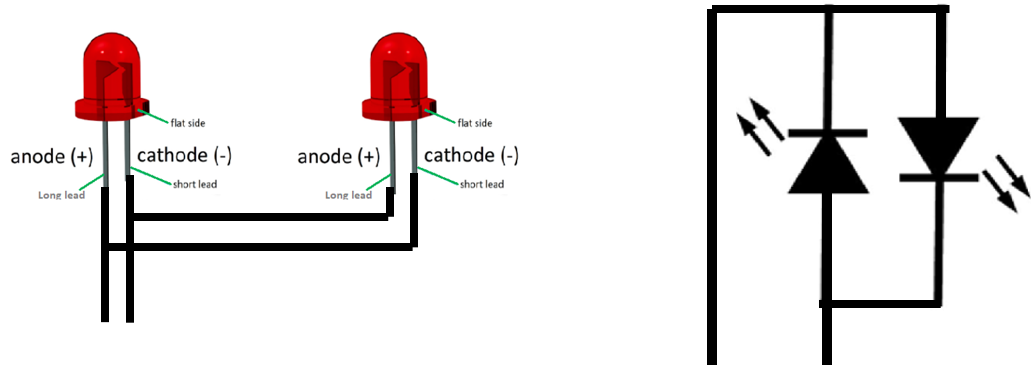 flat side
anode (+)
cathode (-)
Long lead
short lead
flat side
anode (+)
cathode (-)
Long lead
short lead